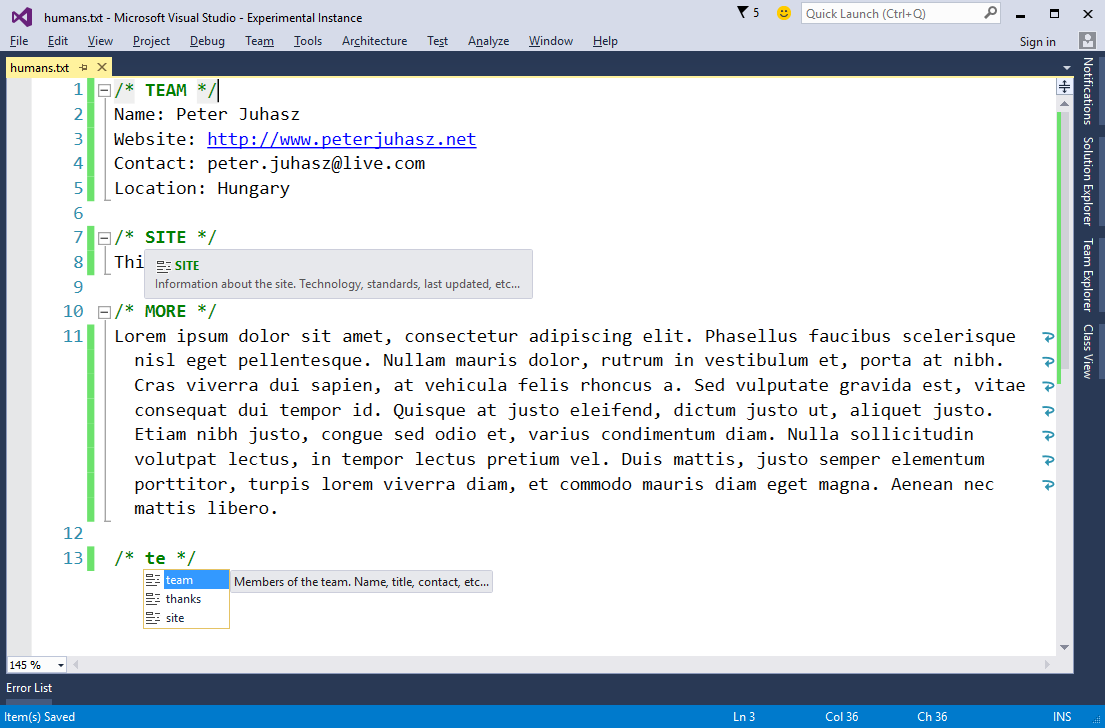 humans.txt - Microsoft Visual Studio - Experimental Instance
5
Quick Launch (Ctrl+Q)
File Edit View Project Debug Team Tools Architecture Test Analyze Window Help
Sign in
humans.txt
1 /* TEAM */
2 Name: Peter Juhasz
3 Website: http://www.peterjuhasz.net
4 Contact: peter.juhasz@live.com
5 Location: Hungary
6
7 /* SITE */
8 Thi
SITE
Information about the site. Technology, standards, last updated, etc...
9
10 /* MORE */
11 Lorem ipsum dolor sit amet, consectetur adipiscing elit. Phasellus faucibus scelerisque
nisl eget pellentesque. Nullam mauris dolor, rutrum in vestibulum et, porta at nibh.
Cras viverra dui sapien, at vehicula felis rhoncus a. Sed vulputate gravida est, vitae
consequat dui tempor id. Quisque at justo eleifend, dictum justo ut, aliquet justo.
Etiam nibh justo, congue sed odio et, varius condimentum diam. Nulla sollicitudin
volutpat lectus, in tempor lectus pretium vel. Duis mattis, justo semper elementum
porttitor, turpis lorem viverra diam, et commodo mauris diam eget magna. Aenean nec
mattis libero.
12
13 /* te */
team
Members of the team. Name, title, contact, etc...
thanks
site
Notifications
Solution Explorer
Team Explorer
Class View
145 %
Error List
Item(s) Saved
Ln 3
Col 36
Ch 36
INS